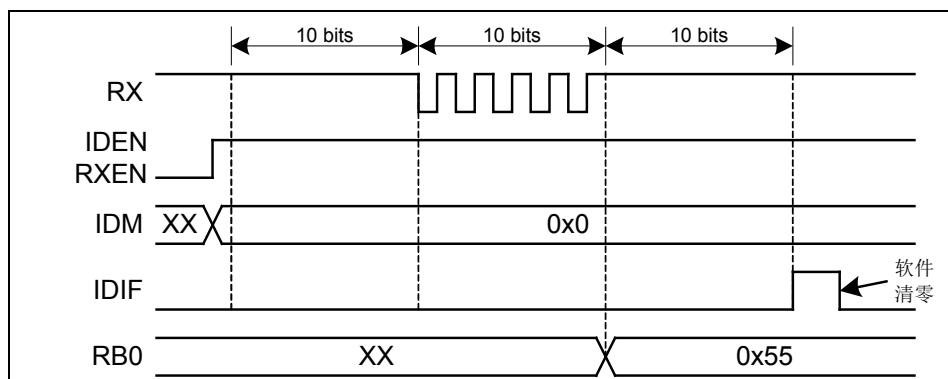 10 bits 10 bits 10 bits
RX
IDEN
RXEN
IDM XX 0x0
IDIF 软件
清零
RB0 XX 0x55